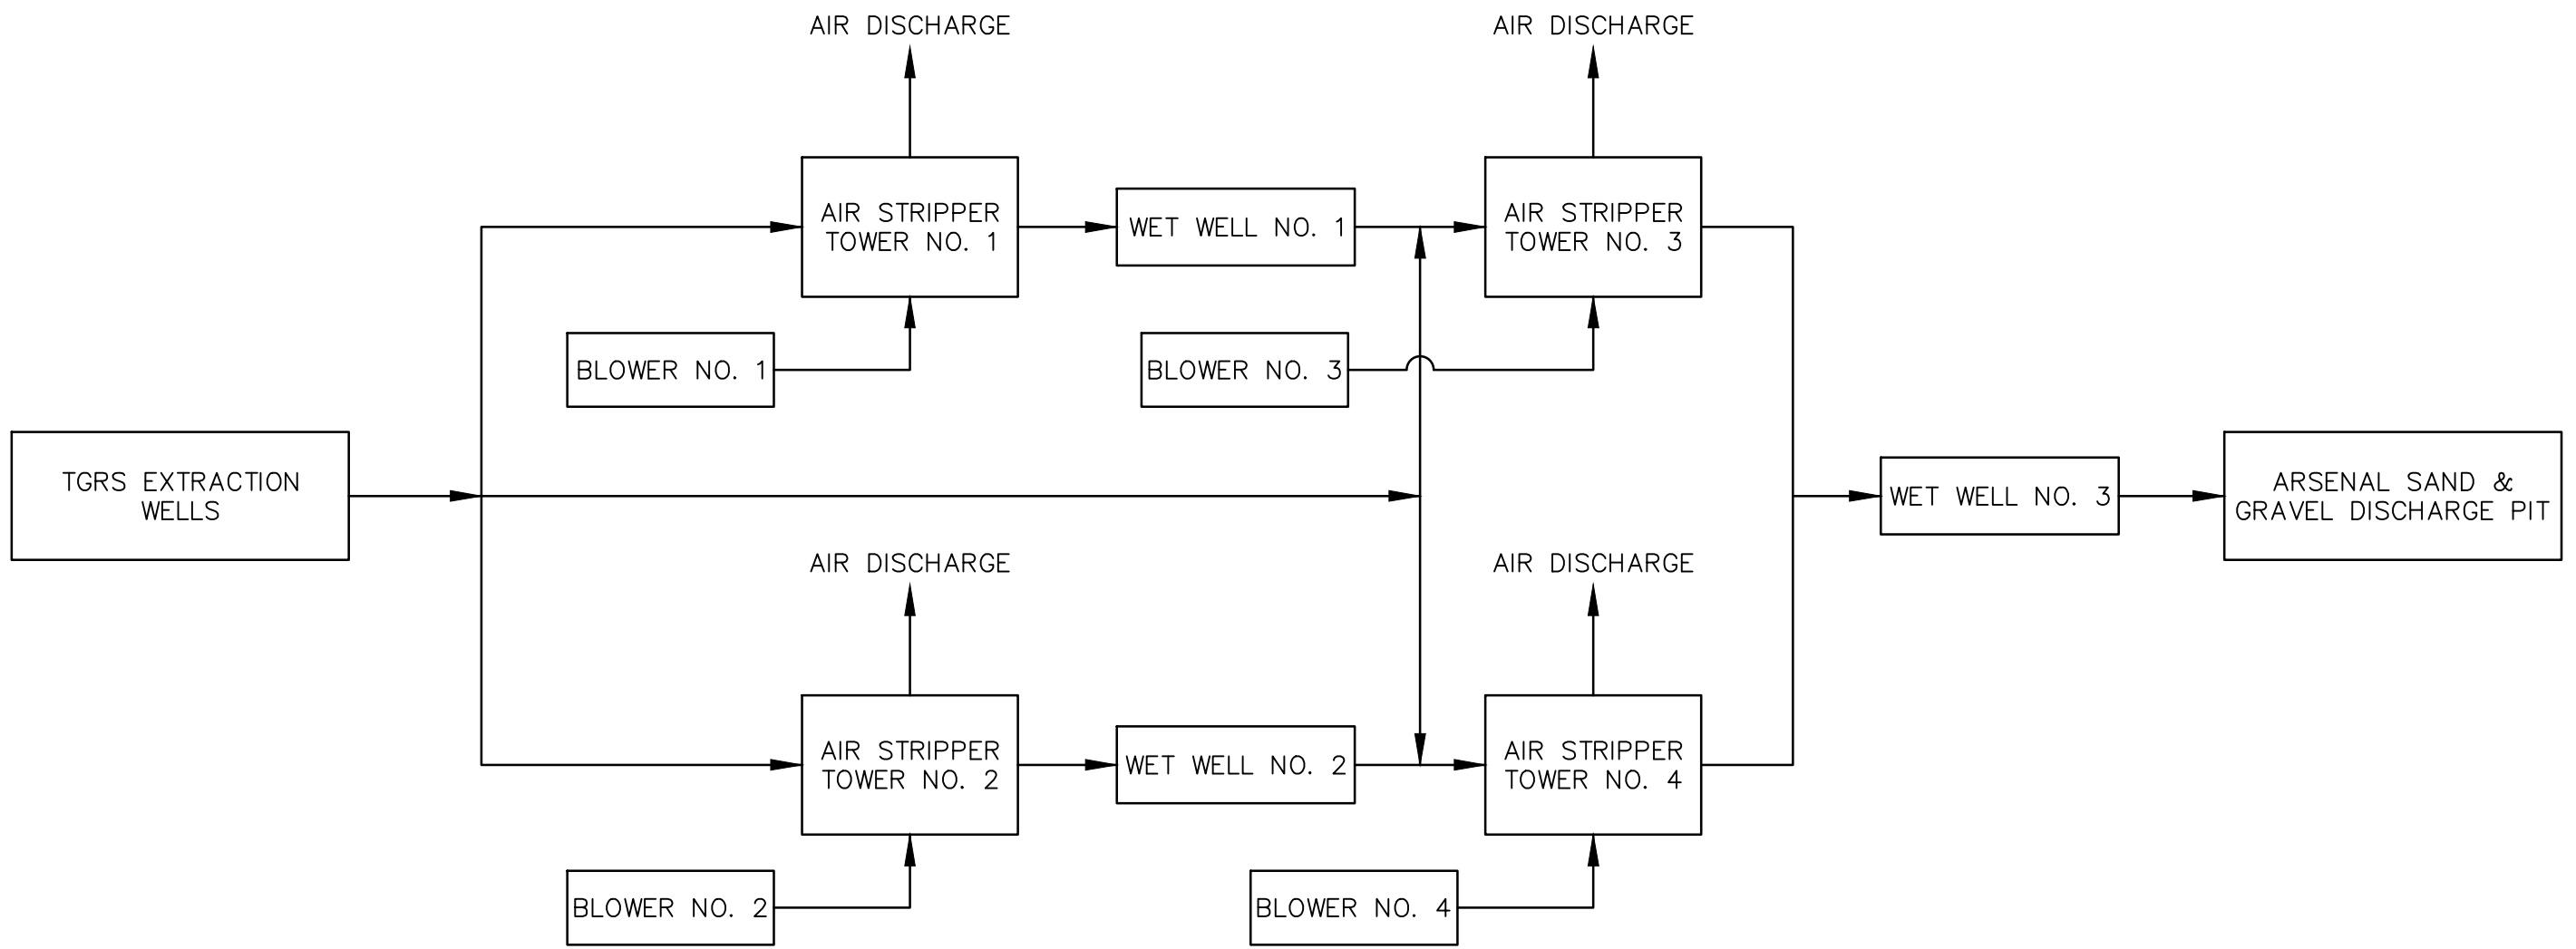 AIR DISCHARGE
AIR DISCHARGE
AIR STRIPPER
TOWER NO. 1
WET WELL NO. 1
AIR STRIPPER
TOWER NO. 3
BLOWER NO. 1
BLOWER NO. 3
TGRS EXTRACTION
WELLS
WET WELL NO. 3
ARSENAL SAND &
GRAVEL DISCHARGE PIT
AIR DISCHARGE
AIR DISCHARGE
AIR STRIPPER
TOWER NO. 2
WET WELL NO. 2
AIR STRIPPER
TOWER NO. 4
BLOWER NO. 2
BLOWER NO. 4